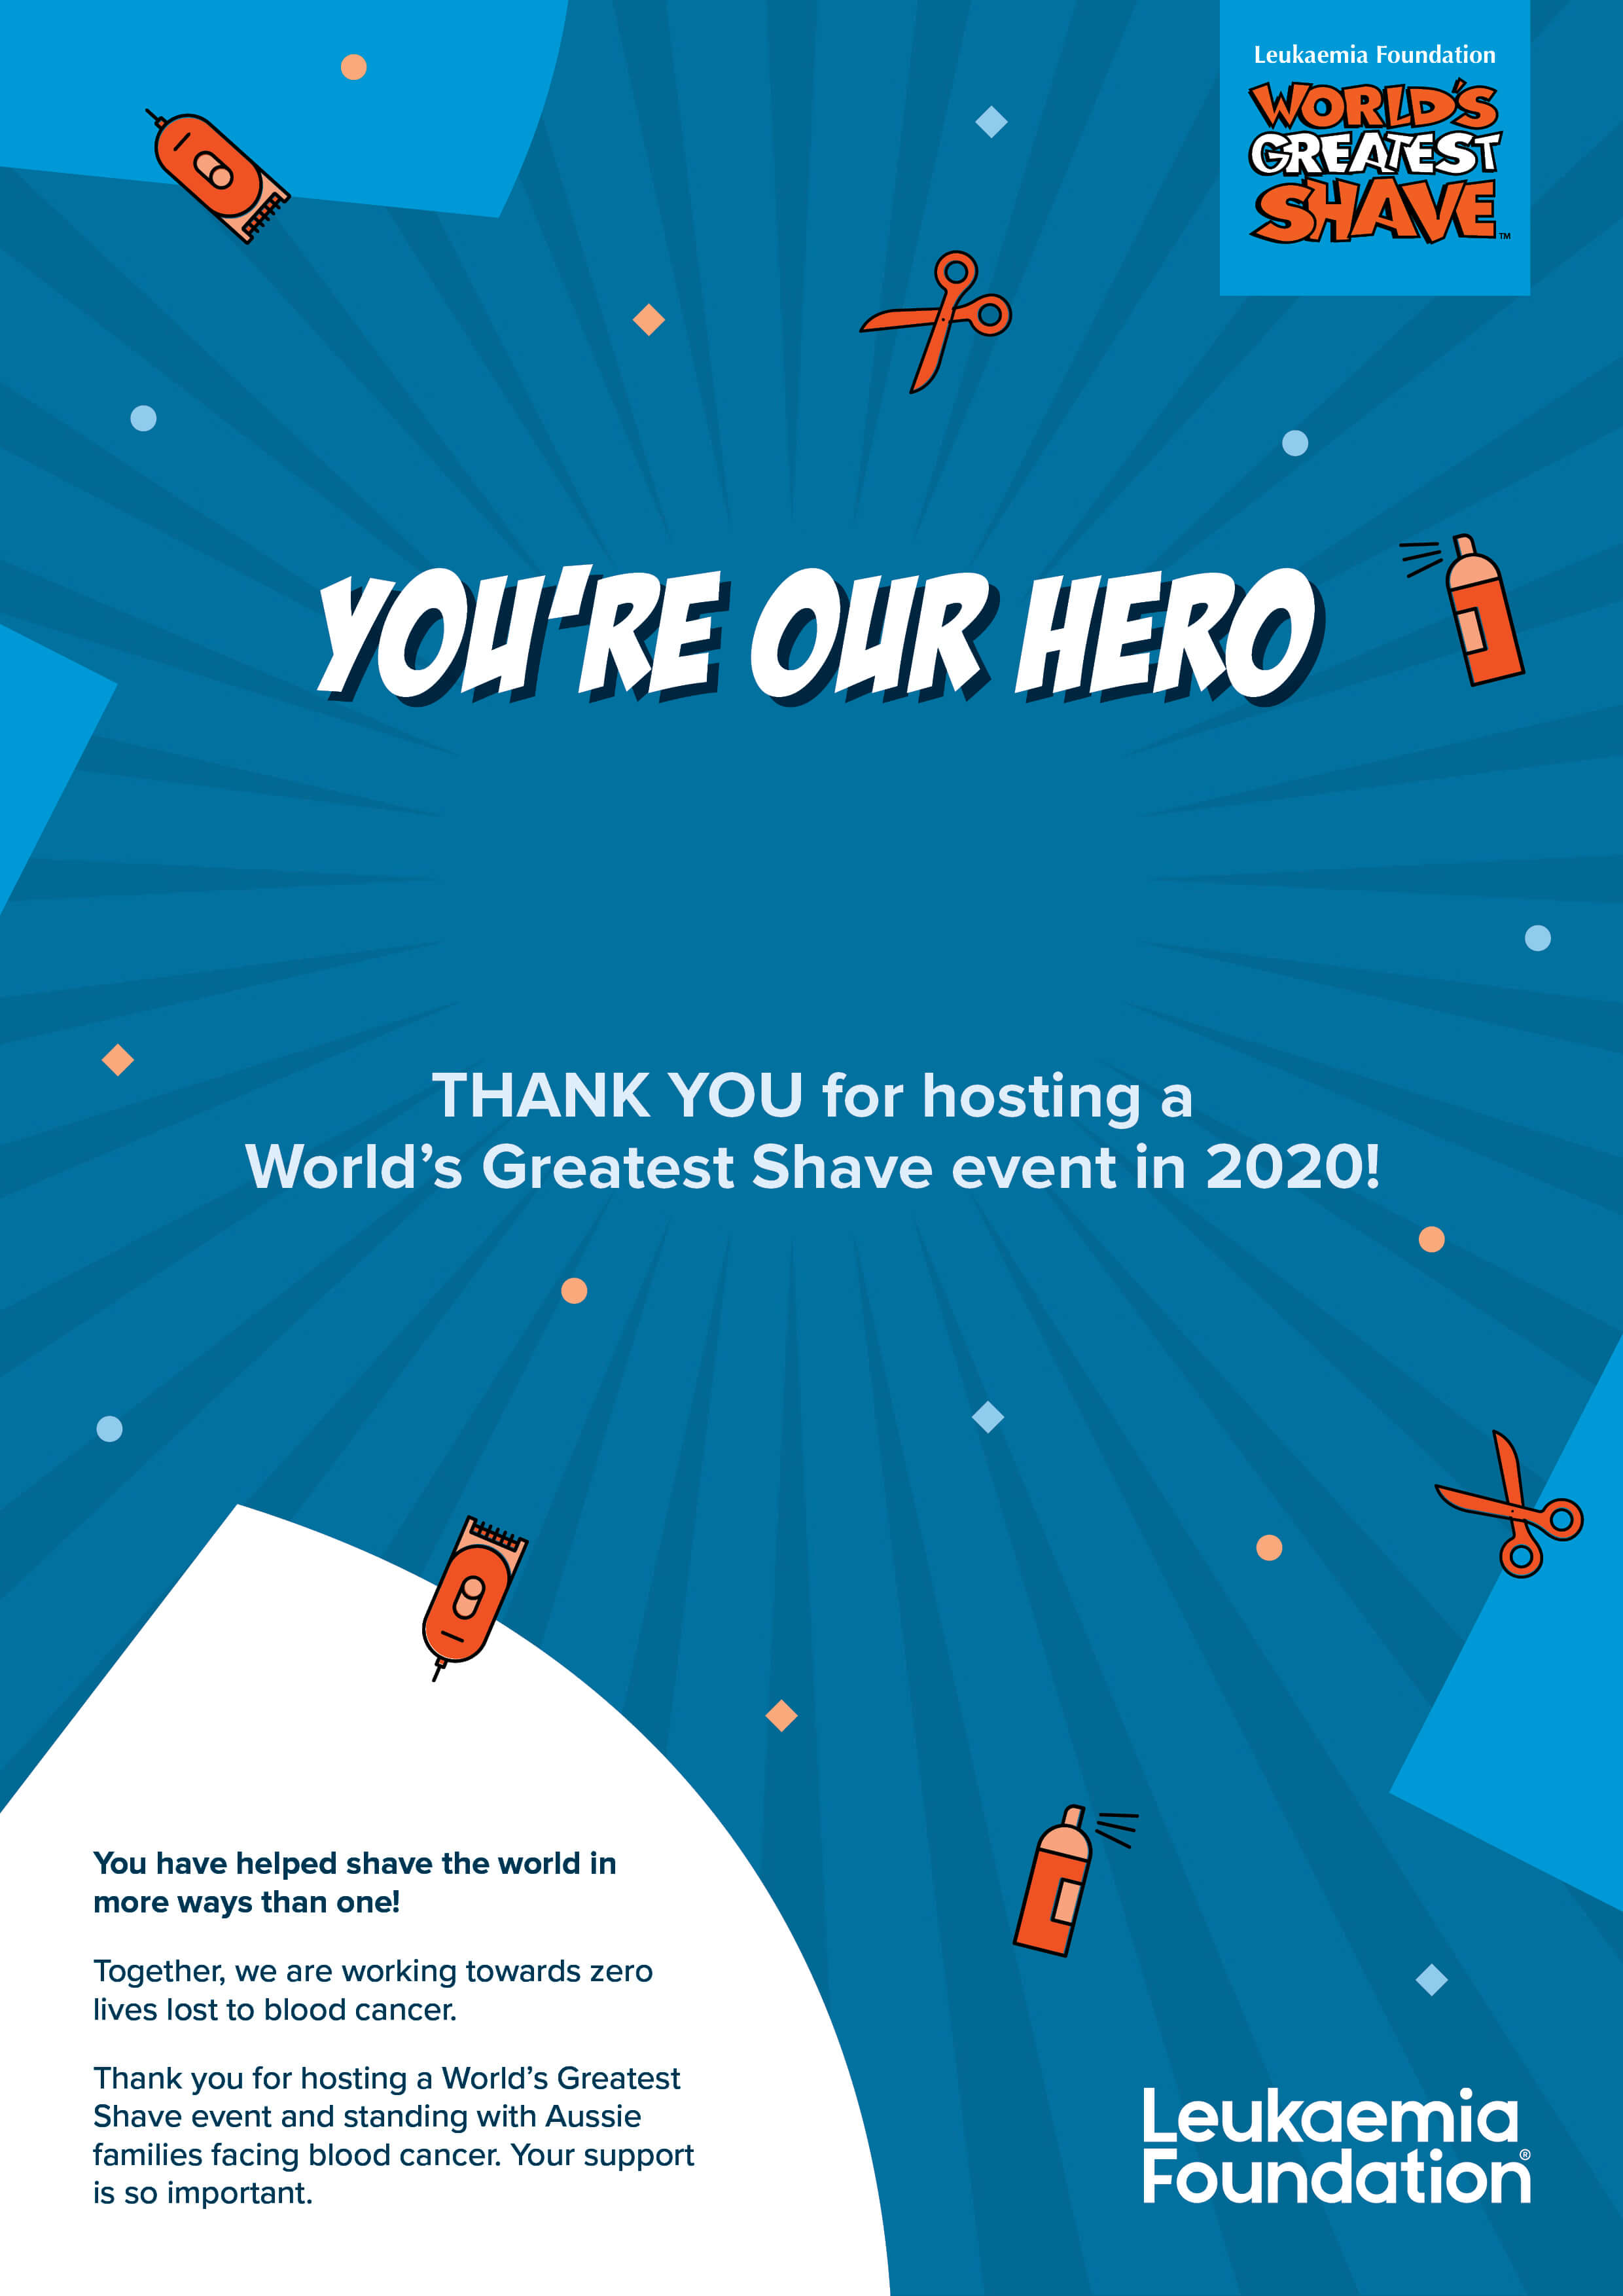 Leukaemia Foundation
WORLD'S
GREATEST
SHAVE™
YOU'RE OUR HERO
THANK YOU for hosting a
World's Greatest Shave event in 2020!
You have helped shave the world in
more ways than one!
Together, we are working towards zero
lives lost to blood cancer.
Thank you for hosting a World's Greatest
Shave event and standing with Aussie
families facing blood cancer. Your support
is so important.
Leukaemia
Foundation®